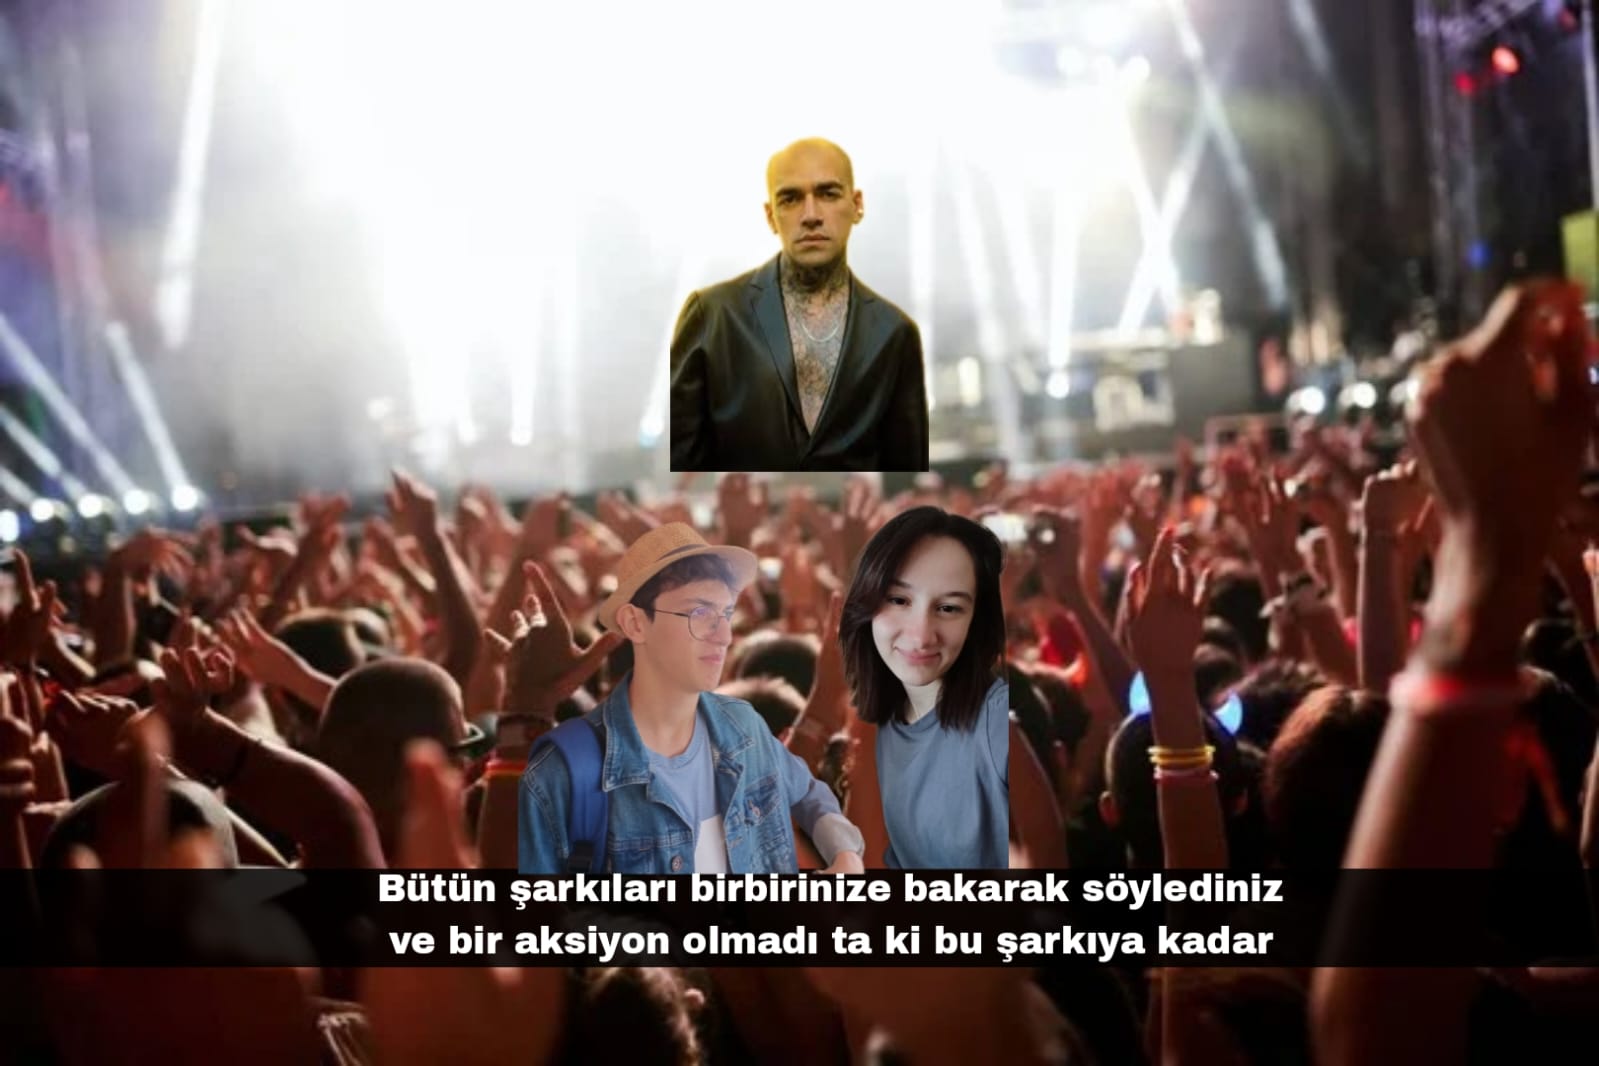 Bütün şarkıları birbirinize bakarak söylediniz
ve bir aksiyon olmadı ta ki bu şarkıya kadar